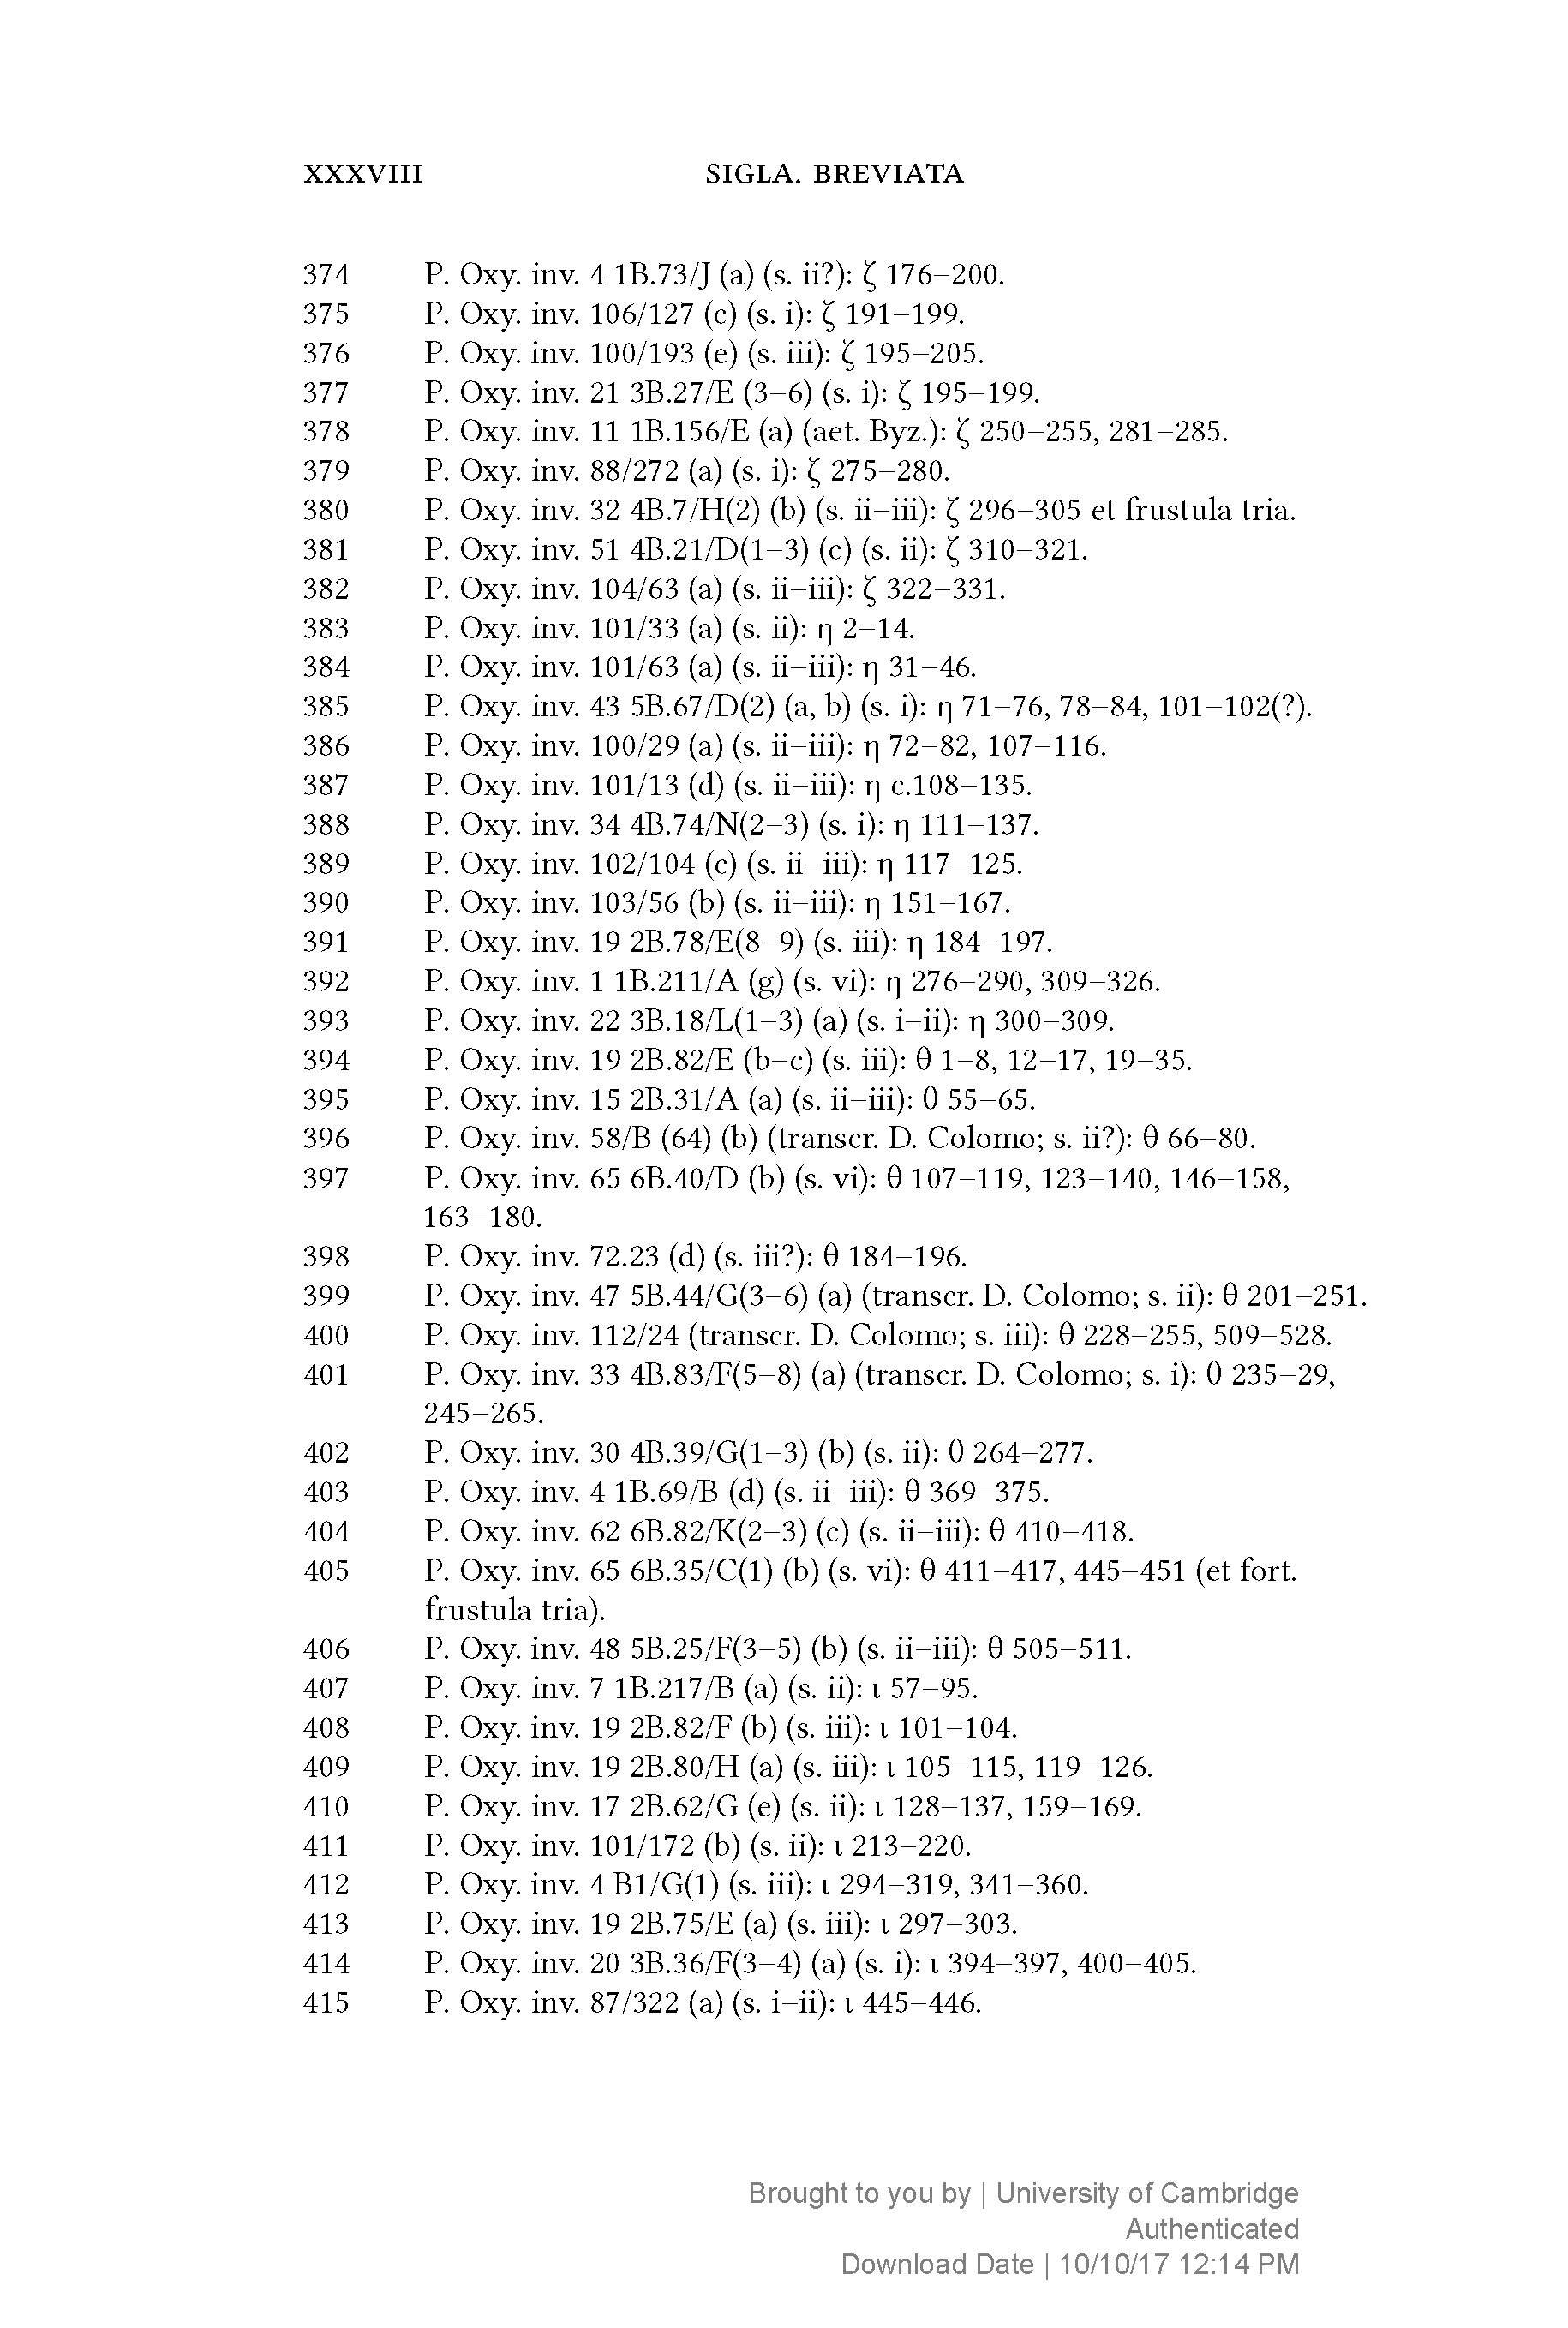 XXXVIII SIGLA. BREVIATA
374 P. Oxy. inv. 4 1B.73/J (a) (s. ii?): ζ 176–200.
375 P. Oxy. inv. 106/127 (c) (s. i): ζ 191–199.
376 P. Oxy. inv. 100/193 (e) (s. iii): ζ 195–205.
377 P. Oxy. inv. 21 3B.27/E (3–6) (s. i): ζ 195–199.
378 P. Oxy. inv. 11 1B.156/E (a) (aet. Byz.): ζ 250–255, 281–285.
379 P. Oxy. inv. 88/272 (a) (s. i): ζ 275–280.
380 P. Oxy. inv. 32 4B.7/H(2) (b) (s. ii–iii): ζ 296–305 et frustula tria.
381 P. Oxy. inv. 51 4B.21/D(1–3) (c) (s. ii): ζ 310–321.
382 P. Oxy. inv. 104/63 (a) (s. ii–iii): ζ 322–331.
383 P. Oxy. inv. 101/33 (a) (s. ii): η 2–14.
384 P. Oxy. inv. 101/63 (a) (s. ii–iii): η 31–46.
385 P. Oxy. inv. 43 5B.67/D(2) (a, b) (s. i): η 71–76, 78–84, 101–102(?).
386 P. Oxy. inv. 100/29 (a) (s. ii–iii): η 72–82, 107–116.
387 P. Oxy. inv. 101/13 (d) (s. ii–iii): η c.108–135.
388 P. Oxy. inv. 34 4B.74/N(2–3) (s. i): η 111–137.
389 P. Oxy. inv. 102/104 (c) (s. ii–iii): η 117–125.
390 P. Oxy. inv. 103/56 (b) (s. ii–iii): η 151–167.
391 P. Oxy. inv. 19 2B.78/E(8–9) (s. iii): η 184–197.
392 P. Oxy. inv. 1 1B.211/A (g) (s. vi): η 276–290, 309–326.
393 P. Oxy. inv. 22 3B.18/L(1–3) (a) (s. i–ii): η 300–309.
394 P. Oxy. inv. 19 2B.82/E (b–c) (s. iii): θ 1–8, 12–17, 19–35.
395 P. Oxy. inv. 15 2B.31/A (a) (s. ii–iii): θ 55–65.
396 P. Oxy. inv. 58/B (64) (b) (transcr. D. Colomo; s. ii?): θ 66–80.
397 P. Oxy. inv. 65 6B.40/D (b) (s. vi): θ 107–119, 123–140, 146–158,
163–180.
398 P. Oxy. inv. 72.23 (d) (s. iii?): θ 184–196.
399 P. Oxy. inv. 47 5B.44/G(3–6) (a) (transcr. D. Colomo; s. ii): θ 201–251.
400 P. Oxy. inv. 112/24 (transcr. D. Colomo; s. iii): θ 228–255, 509–528.
401 P. Oxy. inv. 33 4B.83/F(5–8) (a) (transcr. D. Colomo; s. i): θ 235–29,
245–265.
402 P. Oxy. inv. 30 4B.39/G(1–3) (b) (s. ii): θ 264–277.
403 P. Oxy. inv. 4 1B.69/B (d) (s. ii–iii): θ 369–375.
404 P. Oxy. inv. 62 6B.82/K(2–3) (c) (s. ii–iii): θ 410–418.
405 P. Oxy. inv. 65 6B.35/C(1) (b) (s. vi): θ 411–417, 445–451 (et fort.
frustula tria).
406 P. Oxy. inv. 48 5B.25/F(3–5) (b) (s. ii–iii): θ 505–511.
407 P. Oxy. inv. 7 1B.217/B (a) (s. ii): ι 57–95.
408 P. Oxy. inv. 19 2B.82/F (b) (s. iii): ι 101–104.
409 P. Oxy. inv. 19 2B.80/H (a) (s. iii): ι 105–115, 119–126.
410 P. Oxy. inv. 17 2B.62/G (e) (s. ii): ι 128–137, 159–169.
411 P. Oxy. inv. 101/172 (b) (s. ii): ι 213–220.
412 P. Oxy. inv. 4 B1/G(1) (s. iii): ι 294–319, 341–360.
413 P. Oxy. inv. 19 2B.75/E (a) (s. iii): ι 297–303.
414 P. Oxy. inv. 20 3B.36/F(3–4) (a) (s. i): ι 394–397, 400–405.
415 P. Oxy. inv. 87/322 (a) (s. i–ii): ι 445–446.
Brought to you by | University of Cambridge
Authenticated
Download Date | 10/10/17 12:14 PM